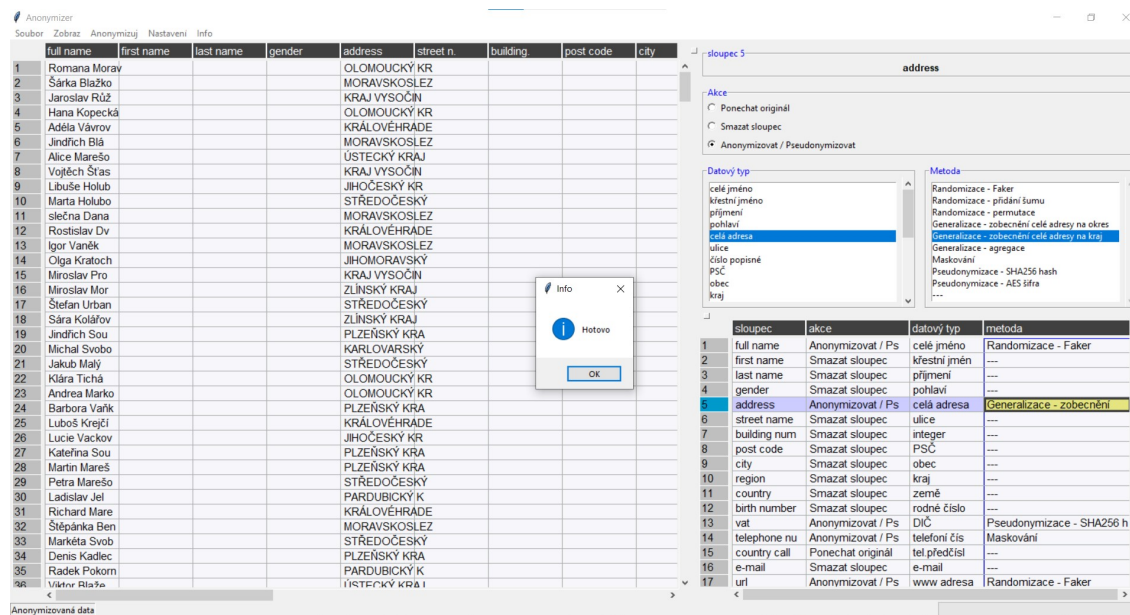 Anonymizer
Soubor Zobraz Anonymizuj Nastavení Info
full name first name last name gender address street n. building. post code city
1 Romana Morav OLOMOUCKÝ KR
2 Šárka Blažko MORAVSKOSLEZ
3 Jaroslav Růž KRAJ VYSOČIN
4 Hana Kopecká OLOMOUCKÝ KR
5 Adéla Vávrov KRÁLOVÉHRADE
6 Jindřich Blá MORAVSKOSLEZ
7 Alice Marešo ÚSTECKÝ KRAJ
8 Vojtěch Šťas KRAJ VYSOČIN
9 Libuše Holub JIHOČESKÝ KR
10 Marta Holubo STŘEDOČESKÝ
11 slečna Dana MORAVSKOSLEZ
12 Rostislav Dv KRÁLOVÉHRADE
13 Igor Vaněk MORAVSKOSLEZ
14 Olga Kratoch JIHOMORAVSKÝ
15 Miroslav Pro KRAJ VYSOČIN
16 Miroslav Mor ZLÍNSKÝ KRAJ
17 Štefan Urban STŘEDOČESKÝ
18 Sára Kolářov ZLÍNSKÝ KRAJ
19 Jindřich Sou PLZEŇSKÝ KRA
20 Michal Svobo KARLOVARSKÝ
21 Jakub Malý STŘEDOČESKÝ
22 Klára Tichá OLOMOUCKÝ KR
23 Andrea Marko OLOMOUCKÝ KR
24 Barbora Vaňk PLZEŇSKÝ KRA
25 Luboš Krejčí KRÁLOVÉHRADE
26 Lucie Vackov JIHOČESKÝ KR
27 Kateřina Sou PLZEŇSKÝ KRA
28 Martin Mareš PLZEŇSKÝ KRA
29 Petra Marešo STŘEDOČESKÝ
30 Ladislav Jel PARDUBICKÝ K
31 Richard Mare KRÁLOVÉHRADE
32 Štěpánka Ben MORAVSKOSLEZ
33 Markéta Svob STŘEDOČESKÝ
34 Denis Kadlec PLZEŇSKÝ KRA
35 Radek Pokorn PARDUBICKÝ K
36 Viktor Blaže ÚSTECKÝ KRAJ
Anonymizovaná data
Info
Hotovo
OK
sloupec 5
address
Akce
Ponechat originál
Smazat sloupec
Anonymizovat / Pseudonymizovat
Datový typ
celé jméno
křestní jméno
příjmení
pohlaví
celá adresa
ulice
číslo popisné
PSČ
obec
kraj
Metoda
Randomizace - Faker
Randomizace - přidání šumu
Randomizace - permutace
Generalizace - zobecnění celé adresy na okres
Generalizace - zobecnění celé adresy na kraj
Generalizace - agregace
Maskování
Pseudonymizace - SHA256 hash
Pseudonymizace - AES šifra
---
sloupec akce datový typ metoda
1 full name Anonymizovat / Ps celé jméno Randomizace - Faker
2 first name Smazat sloupec křestní jmén ---
3 last name Smazat sloupec příjmení ---
4 gender Smazat sloupec pohlaví ---
5 address Anonymizovat / Ps celá adresa Generalizace - zobecnění
6 street name Smazat sloupec ulice ---
7 building num Smazat sloupec integer ---
8 post code Smazat sloupec PSČ ---
9 city Smazat sloupec obec ---
10 region Smazat sloupec kraj ---
11 country Smazat sloupec země ---
12 birth number Smazat sloupec rodné číslo ---
13 vat Anonymizovat / Ps DIČ Pseudonymizace - SHA256 h
14 telephone nu Anonymizovat / Ps telefoní čís Maskování
15 country call Ponechat originál tel.předčísl ---
16 e-mail Smazat sloupec e-mail ---
17 url Anonymizovat / Ps www adresa Randomizace - Faker